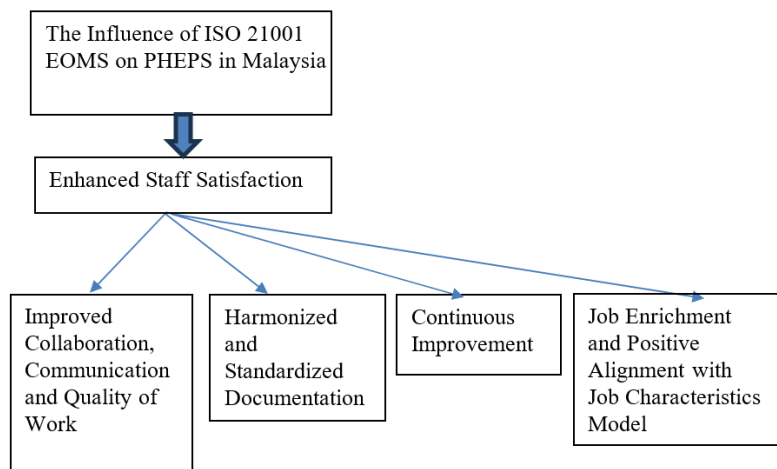 The Influence of ISO 21001
EOMS on PHEPS in Malaysia
Enhanced Staff Satisfaction
Improved
Collaboration,
Communication
and Quality of
Work
Harmonized
and
Standardized
Documentation
Continuous
Improvement
Job Enrichment
and Positive
Alignment with
Job Characteristics
Model